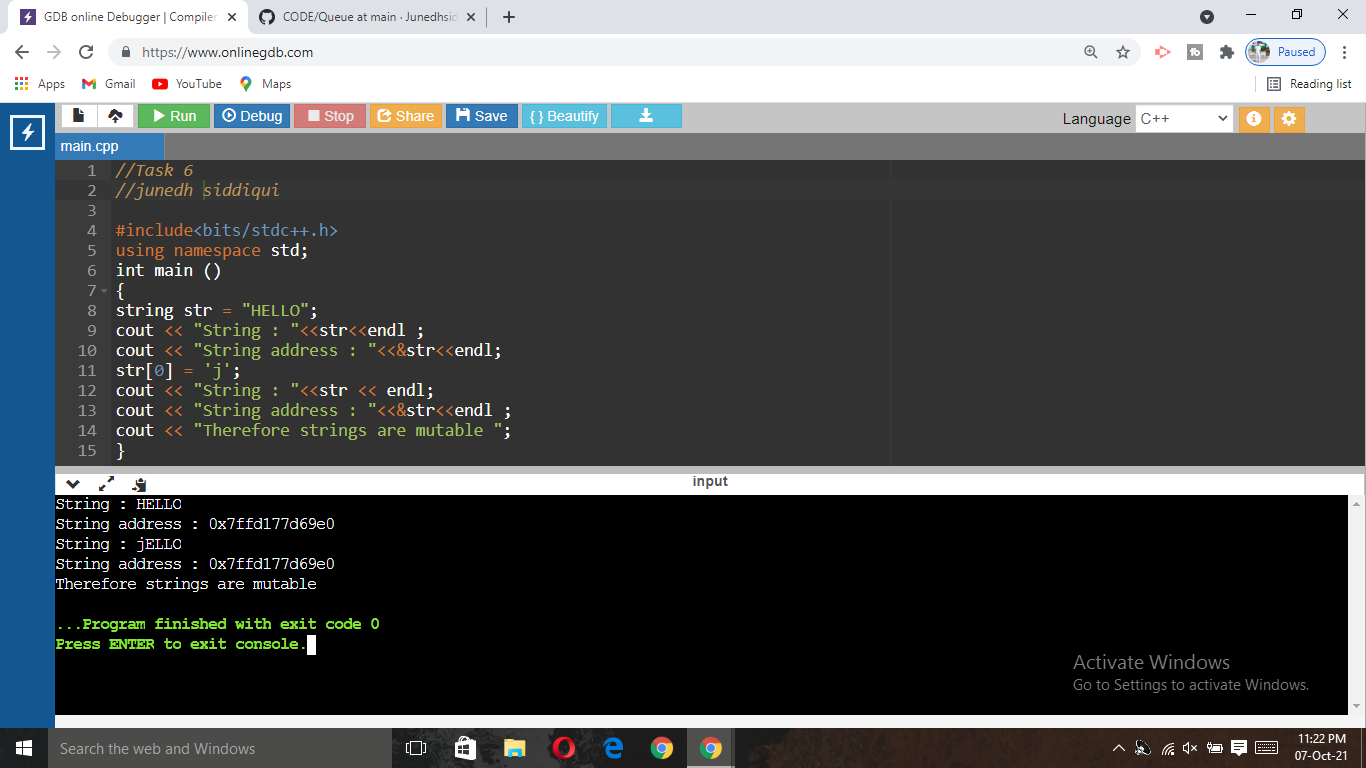 GDB online Debugger | Compiler
CODE/Queue at main · Junedhsid
https://www.onlinegdb.com
Paused
Apps
Gmail
YouTube
Maps
Reading list
Run
Debug
Stop
Share
Save
{ } Beautify
Language
C++
main.cpp
1 //Task 6
2 //junedh siddiqui
3
4 #include<bits/stdc++.h>
5 using namespace std;
6 int main ()
7 {
8 string str = "HELLO";
9 cout << "String : "<<str<<endl ;
10 cout << "String address : "<<&str<<endl;
11 str[0] = 'j';
12 cout << "String : "<<str << endl;
13 cout << "String address : "<<&str<<endl ;
14 cout << "Therefore strings are mutable ";
15 }
input
String : HELLO
String address : 0x7ffd177d69e0
String : jELLO
String address : 0x7ffd177d69e0
Therefore strings are mutable
...Program finished with exit code 0
Press ENTER to exit console.
Activate Windows
Go to Settings to activate Windows.
Search the web and Windows
11:22 PM
07-Oct-21